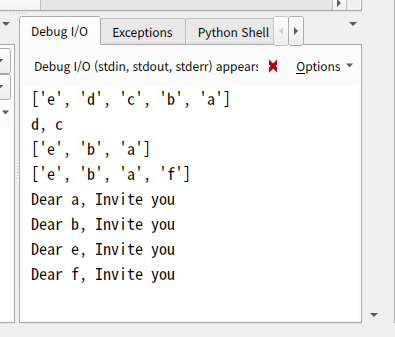 Debug I/O Exceptions Python Shell
Debug I/O (stdin, stdout, stderr) appears Options
['e', 'd', 'c', 'b', 'a']
d, c
['e', 'b', 'a']
['e', 'b', 'a', 'f']
Dear a, Invite you
Dear b, Invite you
Dear e, Invite you
Dear f, Invite you